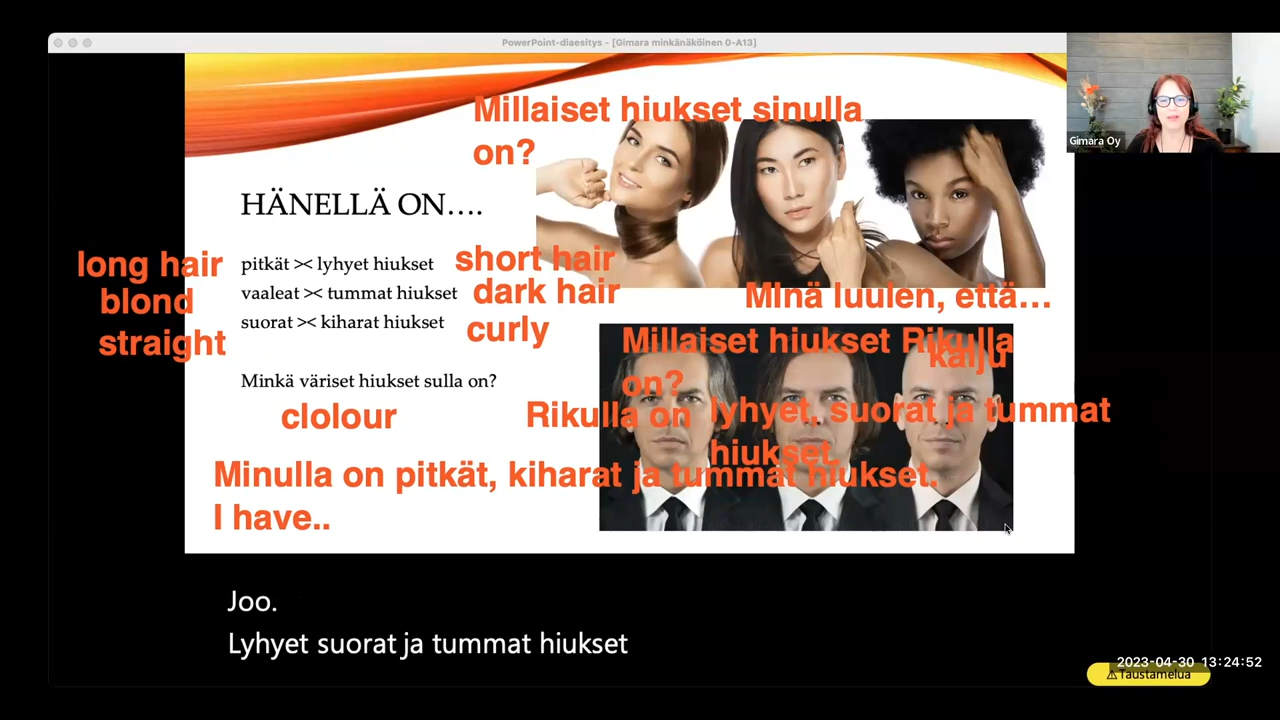 PowerPoint-diaesitys - [Gimara minkänäköinen 0-A13]
Gimara Oy
Millaiset hiukset sinulla
on?
HÄNELLÄ ON….
long hair
pitkät >< lyhyet hiukset
short hair
blond
vaaleat >< tummat hiukset
dark hair
straight
suorat >< kiharat hiukset
curly
MInä luulen, että…
Millaiset hiukset Rikulla
on?
kalju
Minkä väriset hiukset sulla on?
clolour
Rikulla on
lyhyet, suorat ja tummat
hiukset.
Minulla on pitkät, kiharat ja tummat hiukset.
I have..
Joo.
Lyhyet suorat ja tummat hiukset
2023-04-30 13:24:52
⚠Taustamelua